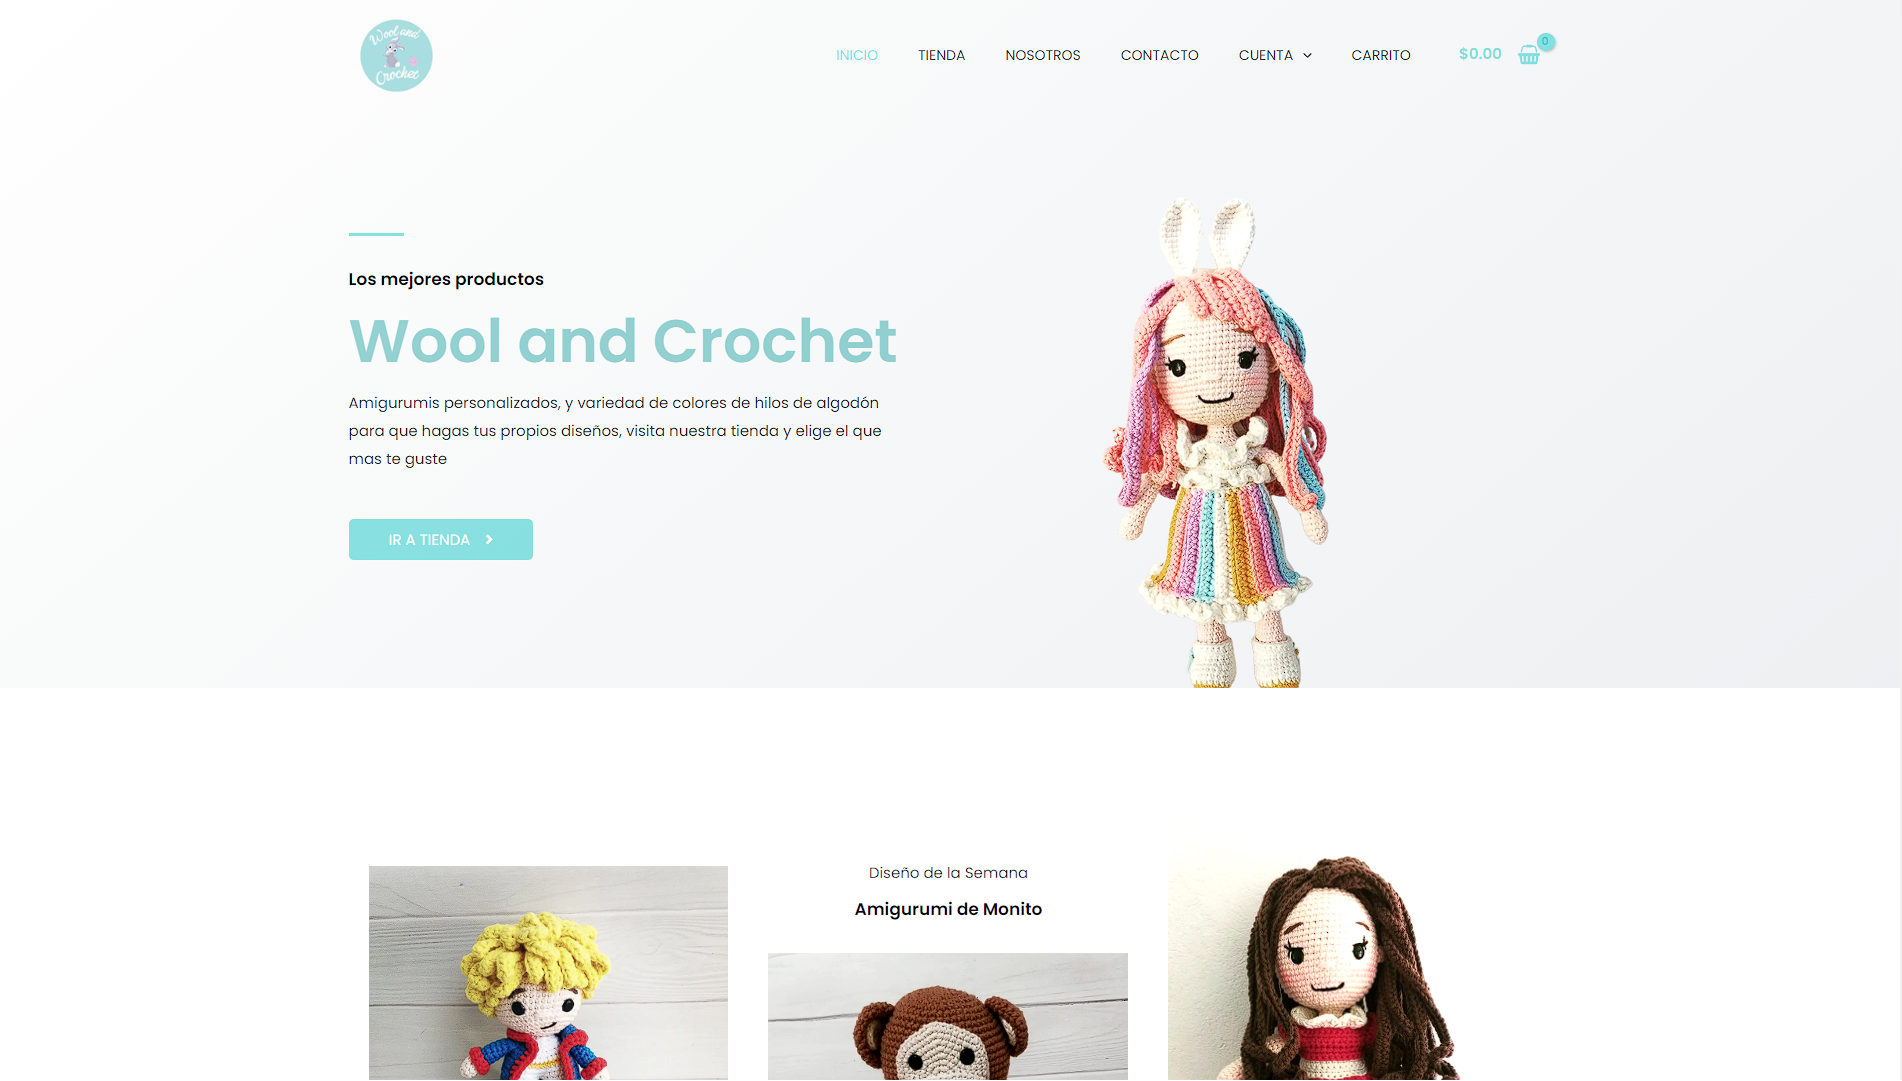 Wool and
Crochet
INICIO
TIENDA
NOSOTROS
CONTACTO
CUENTA
CARRITO
$0.00
0
Los mejores productos
Wool and Crochet
Amigurumis personalizados, y variedad de colores de hilos de algodón
para que hagas tus propios diseños, visita nuestra tienda y elige el que
mas te guste
IR A TIENDA
Diseño de la Semana
Amigurumi de Monito